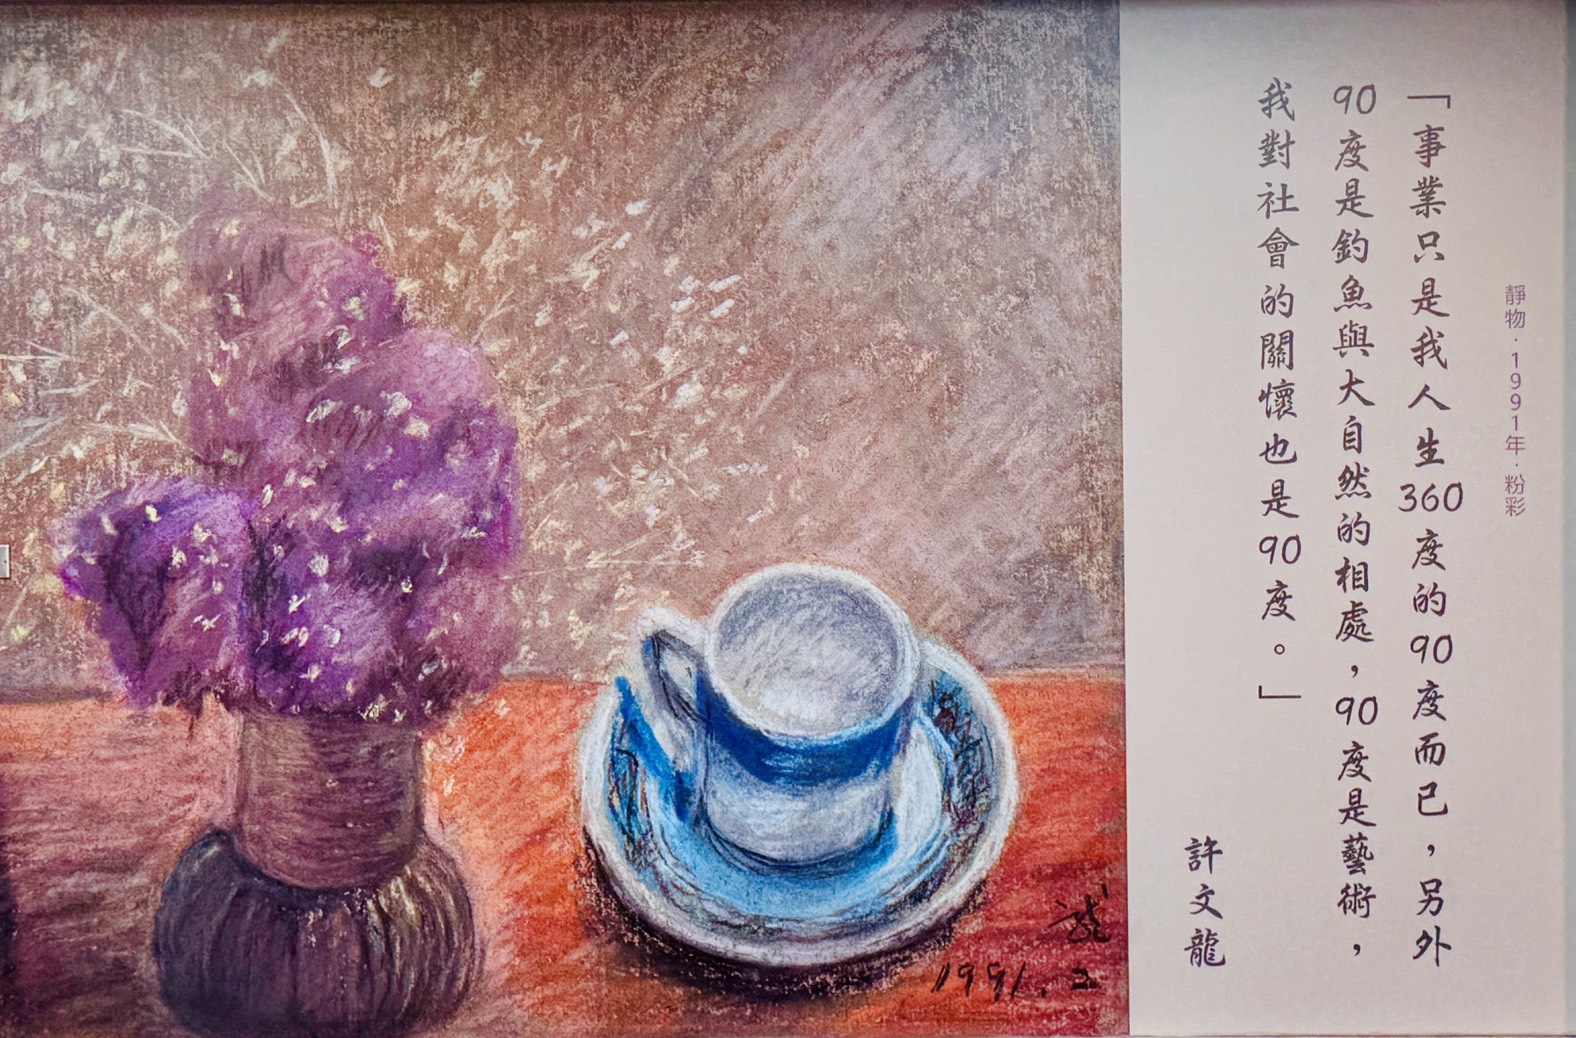 靜物．1991年．粉彩
「事業只是我人生360度的90度而已，另外
90度是釣魚與大自然的相處，90度是藝術，
我對社會的關懷也是90度。」
許文龍
龍
1991.2